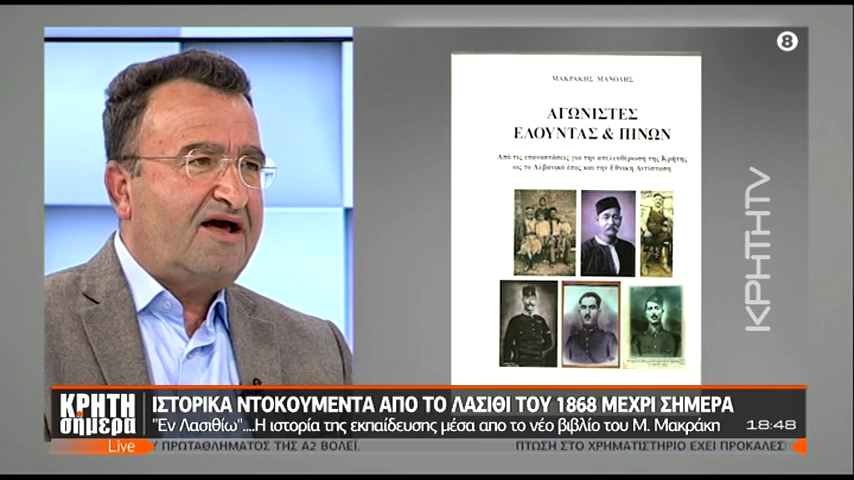 8
ΜΑΚΡΑΚΗΣ ΜΑΝΟΛΗΣ
ΑΓΩΝΙΣΤΕΣ
ΕΛΟΥΝΤΑΣ & ΠΙΝΩΝ
Από τις επαναστάσεις για την απελευθέρωση της Κρήτης
ως το Αλβανικό έπος και την Εθνική Αντίσταση
ΚΡΗΤΗTV
ΚΡΗΤΗ
σήμερα
Live
ΙΣΤΟΡΙΚΑ ΝΤΟΚΟΥΜΕΝΤΑ ΑΠΟ ΤΟ ΛΑΣΙΘΙ ΤΟΥ 1868 ΜΕΧΡΙ ΣΗΜΕΡΑ
"Εν Λασιθίω"....Η ιστορία της εκπαίδευσης μέσα απο το νέο βιβλίο του Μ. Μακράκη
18:48
Υ ΠΡΩΤΑΘΛΗΜΑΤΟΣ ΤΗΣ Α2 ΒΟΛΕΪ. ΠΤΩΣΗ ΣΤΟ ΧΡΗΜΑΤΙΣΤΗΡΙΟ ΕΧΕΙ ΠΡΟΚΑΛΕΣ